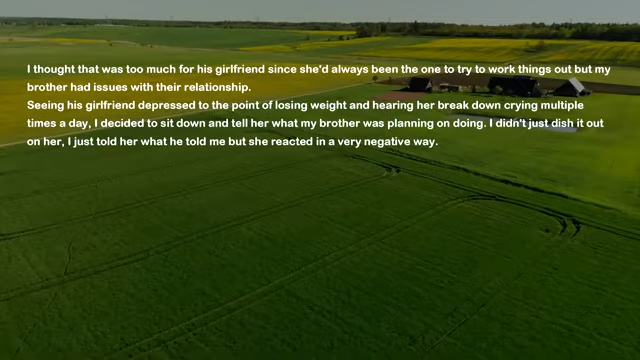 I thought that was too much for his girlfriend since she'd always been the one to try to work things out but my
brother had issues with their relationship.
Seeing his girlfriend depressed to the point of losing weight and hearing her break down crying multiple
times a day, I decided to sit down and tell her what my brother was planning on doing. I didn't just dish it out
on her, I just told her what he told me but she reacted in a very negative way.